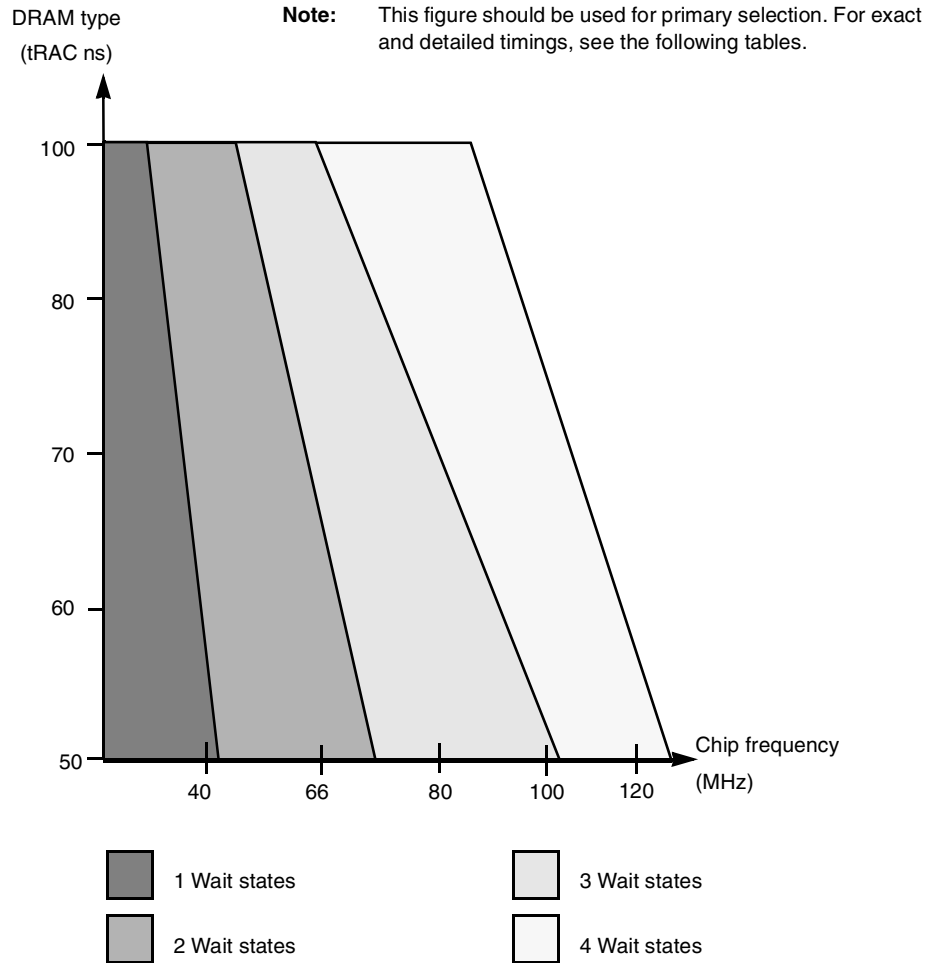 DRAM type
(tRAC ns)
Note: This figure should be used for primary selection. For exact
and detailed timings, see the following tables.
100
80
70
60
50
40 66 80 100 120
Chip frequency
(MHz)
1 Wait states
2 Wait states
3 Wait states
4 Wait states